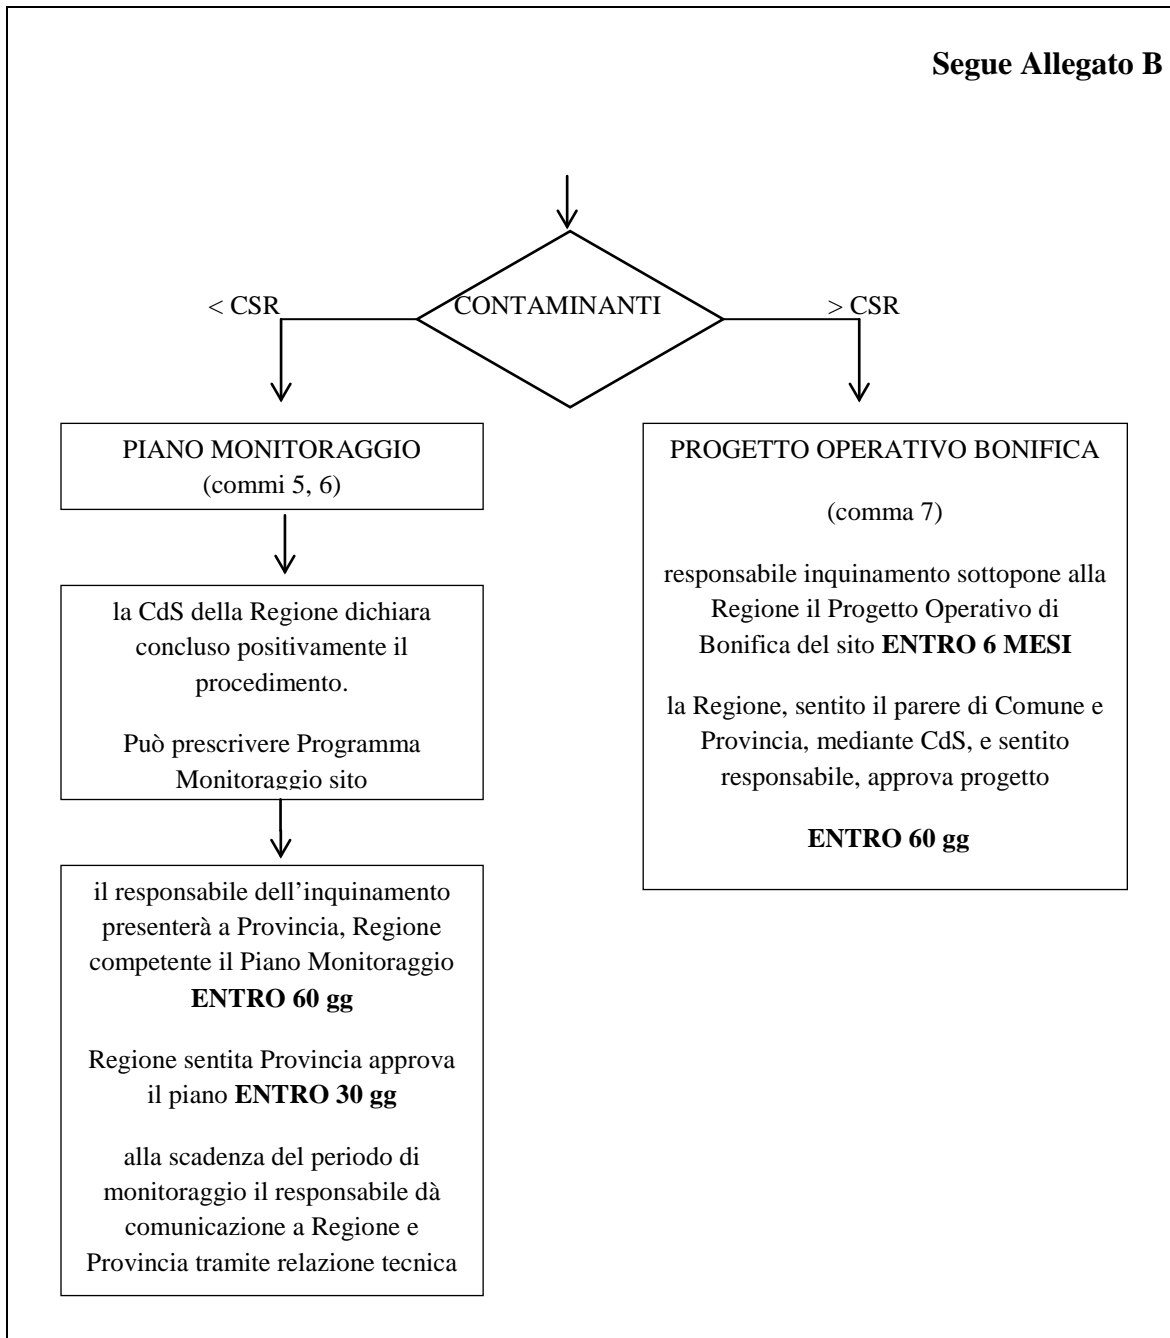 Segue Allegato B
< CSR
CONTAMINANTI
> CSR
PIANO MONITORAGGIO
(commi 5, 6)
la CdS della Regione dichiara
concluso positivamente il
procedimento.
Può prescrivere Programma
Monitoraggio sito
il responsabile dell’inquinamento
presenterà a Provincia, Regione
competente il Piano Monitoraggio
ENTRO 60 gg
Regione sentita Provincia approva
il piano ENTRO 30 gg
alla scadenza del periodo di
monitoraggio il responsabile dà
comunicazione a Regione e
Provincia tramite relazione tecnica
PROGETTO OPERATIVO BONIFICA
(comma 7)
responsabile inquinamento sottopone alla
Regione il Progetto Operativo di
Bonifica del sito ENTRO 6 MESI
la Regione, sentito il parere di Comune e
Provincia, mediante CdS, e sentito
responsabile, approva progetto
ENTRO 60 gg